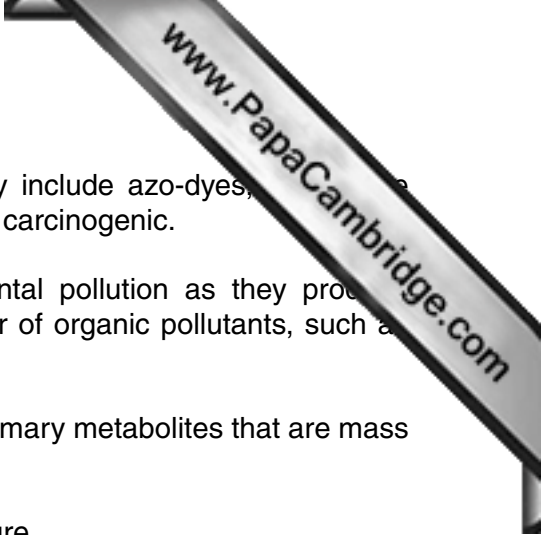 www.PapaCambridge.com
y include azo-dyes,
carcinogenic.
ntal pollution as they
r of organic pollutants, such
mary metabolites that are mass
ure